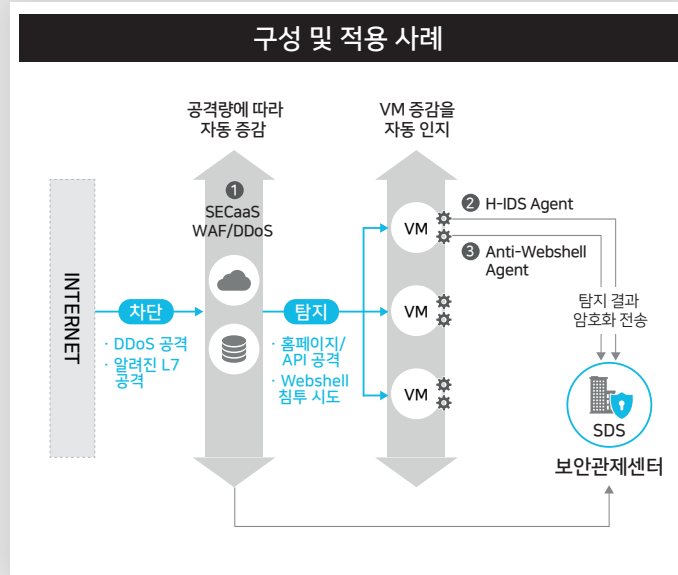 구성 및 적용 사례
공격량에 따라
자동 증감
VM 증감을
자동 인지
1
SECaaS
WAF/DDoS
2 H-IDS Agent
VM
3 Anti-Webshell
Agent
INTERNET
차단
· DDoS 공격
· 알려진 L7
공격
탐지
· 홈페이지/
API 공격
· Webshell
침투 시도
VM
VM
탐지 결과
암호화 전송
SDS
보안관제센터